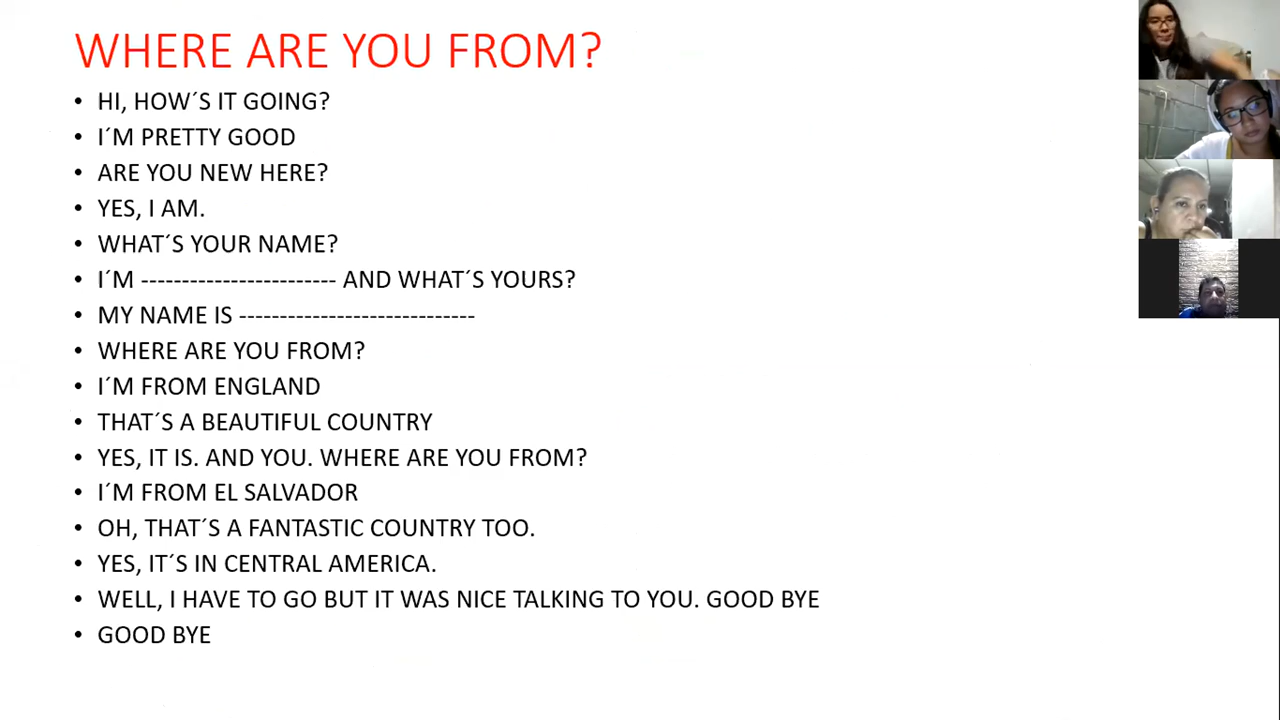 WHERE ARE YOU FROM?
• HI, HOW´S IT GOING?
• I´M PRETTY GOOD
• ARE YOU NEW HERE?
• YES, I AM.
• WHAT´S YOUR NAME?
• I´M ------------------------ AND WHAT´S YOURS?
• MY NAME IS -----------------------------
• WHERE ARE YOU FROM?
• I´M FROM ENGLAND
• THAT´S A BEAUTIFUL COUNTRY
• YES, IT IS. AND YOU. WHERE ARE YOU FROM?
• I´M FROM EL SALVADOR
• OH, THAT´S A FANTASTIC COUNTRY TOO.
• YES, IT´S IN CENTRAL AMERICA.
• WELL, I HAVE TO GO BUT IT WAS NICE TALKING TO YOU. GOOD BYE
• GOOD BYE